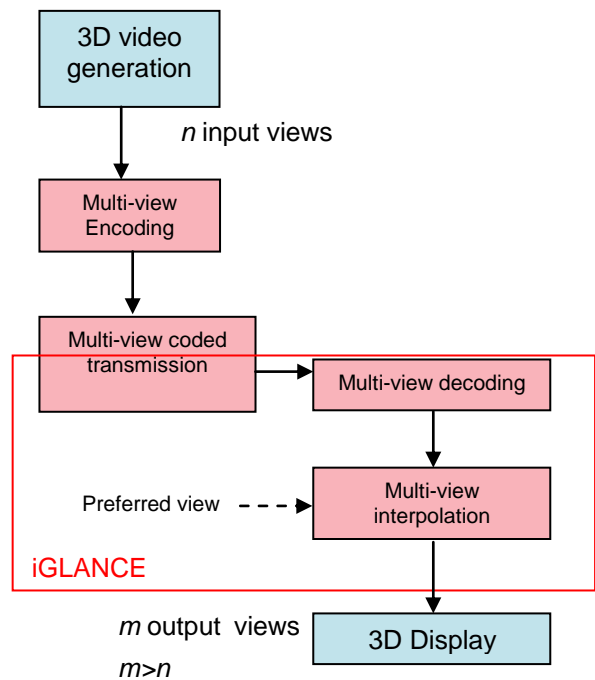 3D video
generation
n input views
Multi-view
Encoding
Multi-view coded
transmission
Multi-view decoding
Preferred view
Multi-view
interpolation
iGLANCE
m output views
m>n
3D Display